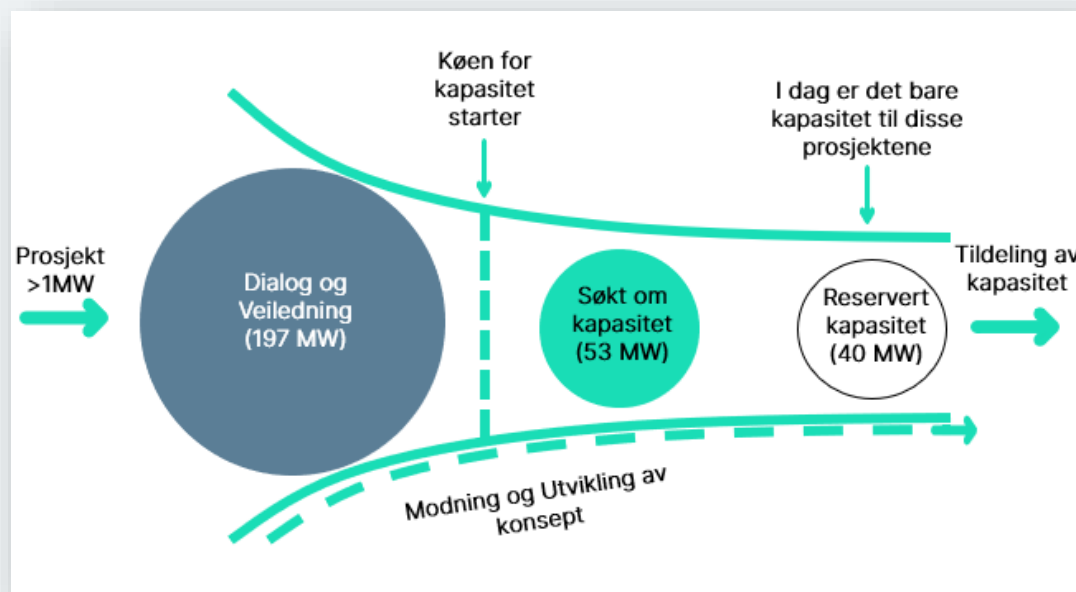 Køen for
kapasitet
starter
I dag er det bare
kapasitet til disse
prosjektene
Prosjekt
>1MW
Dialog og
Veiledning
(197 MW)
Søkt om
kapasitet
(53 MW)
Reservert
kapasitet
(40 MW)
Tildeling av
kapasitet
Modning og Utvikling av
konsept